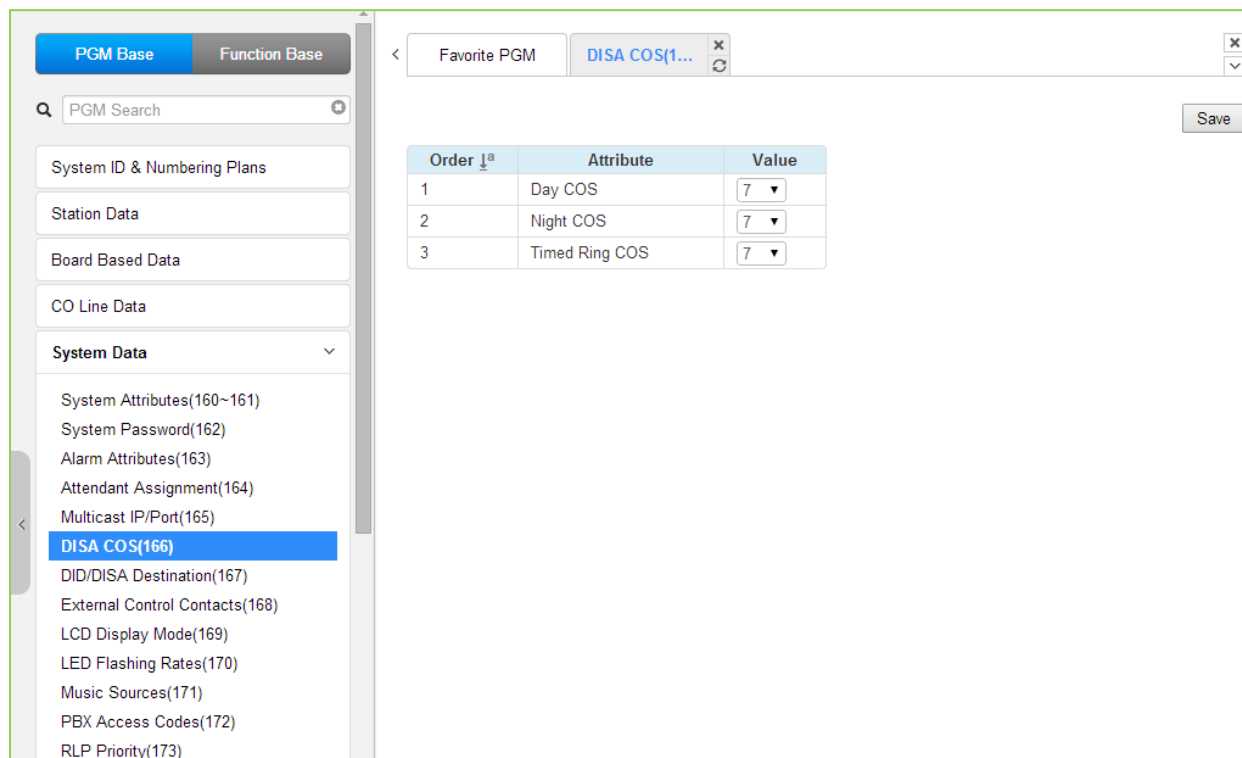 PGM Base Function Base
PGM Search
System ID & Numbering Plans
Station Data
Board Based Data
CO Line Data
System Data
System Attributes(160~161)
System Password(162)
Alarm Attributes(163)
Attendant Assignment(164)
Multicast IP/Port(165)
DISA COS(166)
DID/DISA Destination(167)
External Control Contacts(168)
LCD Display Mode(169)
LED Flashing Rates(170)
Music Sources(171)
PBX Access Codes(172)
RLP Priority(173)
Favorite PGM DISA COS(1...
Save
Order Attribute Value
1 Day COS 7
2 Night COS 7
3 Timed Ring COS 7